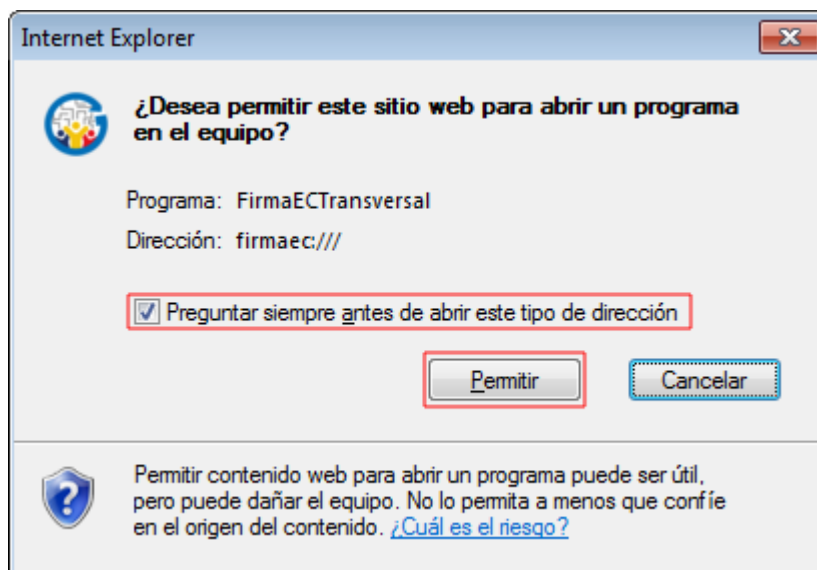 Internet Explorer
¿Desea permitir este sitio web para abrir un programa
en el equipo?
Programa: FirmaECTransversal
Dirección: firmaec:///
Preguntar siempre antes de abrir este tipo de dirección
Permitir
Cancelar
Permitir contenido web para abrir un programa puede ser útil,
pero puede dañar el equipo. No lo permita a menos que confíe
en el origen del contenido. ¿Cuál es el riesgo?